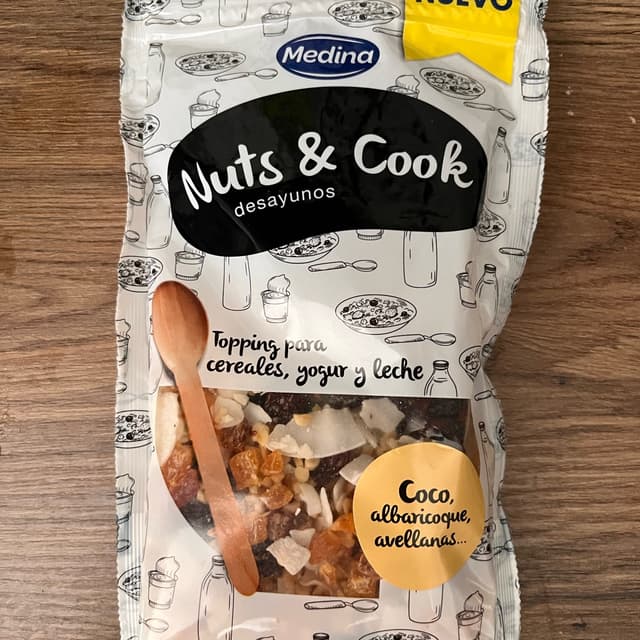 NUEVO
Medina
Nuts & Cook
desayunos
Topping para
cereales, yogur y leche
Coco,
albaricoque,
avellanas...